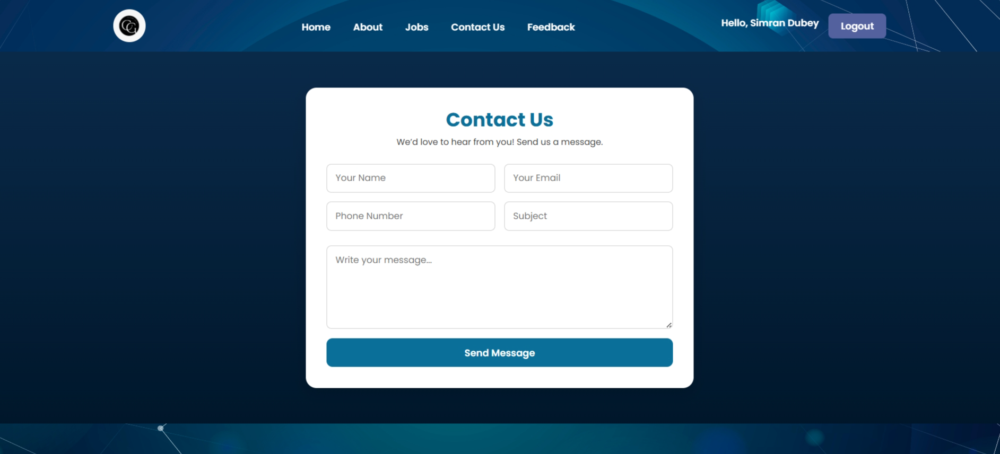 CG
Home About Jobs Contact Us Feedback
Hello, Simran Dubey
Logout
Contact Us
We’d love to hear from you! Send us a message.
Your Name Your Email
Phone Number Subject
Write your message...
Send Message